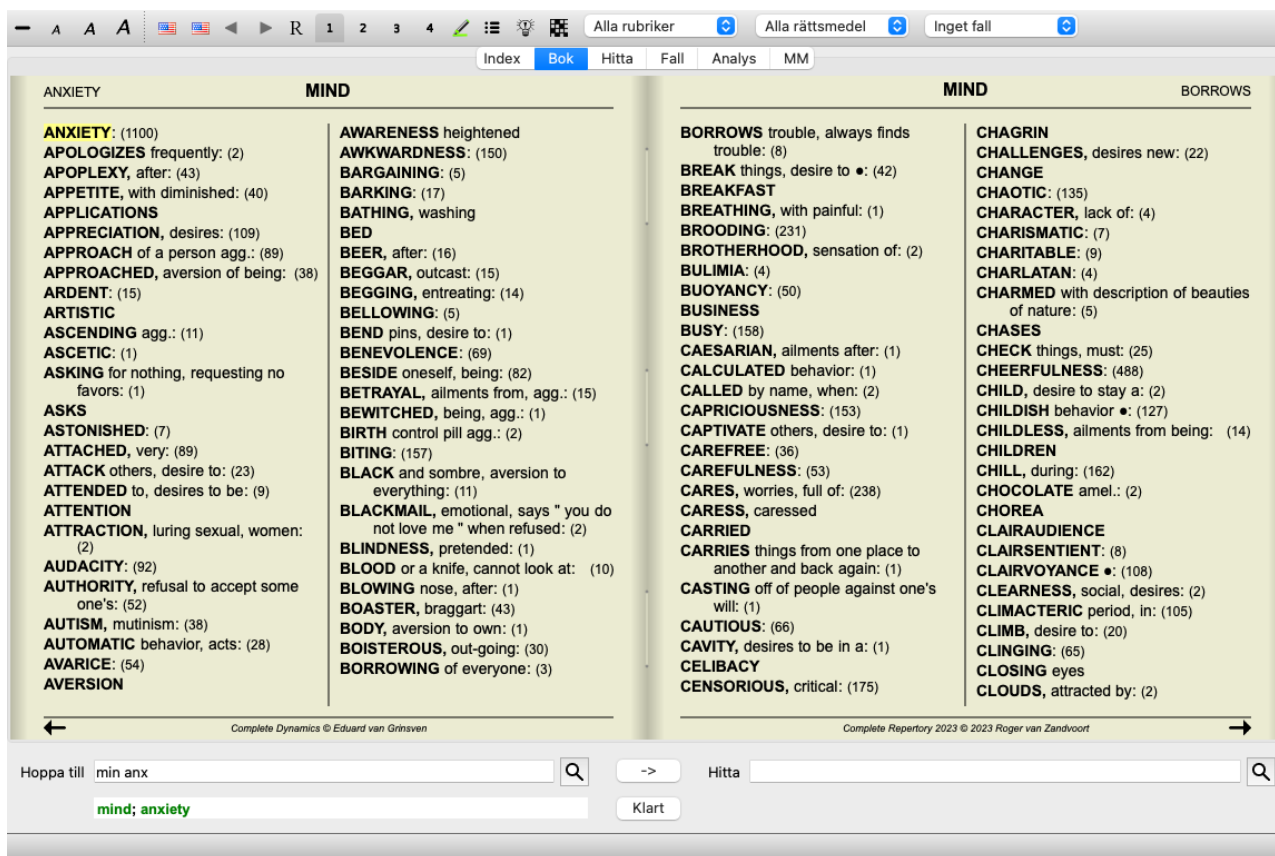 A A A R 1 2 3 4 Alla rubriker Alla rättsmedel Inget fall
Index Bok Hitta Fall Analys MM
ANXIETY MIND
ANXIETY: (1100)
APOLOGIZES frequently: (2)
APOPLEXY, after: (43)
APPETITE, with diminished: (40)
APPLICATIONS
APPRECIATION, desires: (109)
APPROACH of a person agg.: (89)
APPROACHED, aversion of being: (38)
ARDENT: (15)
ARTISTIC
ASCENDING agg.: (11)
ASCETIC: (1)
ASKING for nothing, requesting no
favors: (1)
ASKS
ASTONISHED: (7)
ATTACHED, very: (89)
ATTACK others, desire to: (23)
ATTENDED to, desires to be: (9)
ATTENTION
ATTRACTION, luring sexual, women:
(2)
AUDACITY: (92)
AUTHORITY, refusal to accept some
one's: (52)
AUTISM, mutinism: (38)
AUTOMATIC behavior, acts: (28)
AVARICE: (54)
AVERSION
AWARENESS heightened
AWKWARDNESS: (150)
BARGAINING: (5)
BARKING: (17)
BATHING, washing
BED
BEER, after: (16)
BEGGAR, outcast: (15)
BEGGING, entreating: (14)
BELLOWING: (5)
BEND pins, desire to: (1)
BENEVOLENCE: (69)
BESIDE oneself, being: (82)
BETRAYAL, ailments from, agg.: (15)
BEWITCHED, being, agg.: (1)
BIRTH control pill agg.: (2)
BITING: (157)
BLACK and sombre, aversion to
everything: (11)
BLACKMAIL, emotional, says " you do
not love me " when refused: (2)
BLINDNESS, pretended: (1)
BLOOD or a knife, cannot look at: (10)
BLOWING nose, after: (1)
BOASTER, braggart: (43)
BODY, aversion to own: (1)
BOISTEROUS, out-going: (30)
BORROWING of everyone: (3)
Complete Dynamics © Eduard van Grinsven
MIND BORROWS
BORROWS trouble, always finds
trouble: (8)
BREAK things, desire to ●: (42)
BREAKFAST
BREATHING, with painful: (1)
BROODING: (231)
BROTHERHOOD, sensation of: (2)
BULIMIA: (4)
BUOYANCY: (50)
BUSINESS
BUSY: (158)
CAESARIAN, ailments after: (1)
CALCULATED behavior: (1)
CALLED by name, when: (2)
CAPRICIOUSNESS: (153)
CAPTIVATE others, desire to: (1)
CAREFREE: (36)
CAREFULNESS: (53)
CARES, worries, full of: (238)
CARESS, caressed
CARRIED
CARRIES things from one place to
another and back again: (1)
CASTING off of people against one's
will: (1)
CAUTIOUS: (66)
CAVITY, desires to be in a: (1)
CELIBACY
CENSORIOUS, critical: (175)
CHAGRIN
CHALLENGES, desires new: (22)
CHANGE
CHAOTIC: (135)
CHARACTER, lack of: (4)
CHARISMATIC: (7)
CHARITABLE: (9)
CHARLATAN: (4)
CHARMED with description of beauties
of nature: (5)
CHASES
CHECK things, must: (25)
CHEERFULNESS: (488)
CHILD, desire to stay a: (2)
CHILDISH behavior ●: (127)
CHILDLESS, ailments from being: (14)
CHILDREN
CHILL, during: (162)
CHOCOLATE amel.: (2)
CHOREA
CLAIRAUDIENCE
CLAIRSENTIENT: (8)
CLAIRVOYANCE ●: (108)
CLEARNESS, social, desires: (2)
CLIMACTERIC period, in: (105)
CLIMB, desire to: (20)
CLINGING: (65)
CLOSING eyes
CLOUDS, attracted by: (2)
Complete Repertory 2023 © 2023 Roger van Zandvoort
Hoppa till min anx -> Hitta
mind; anxiety Klart